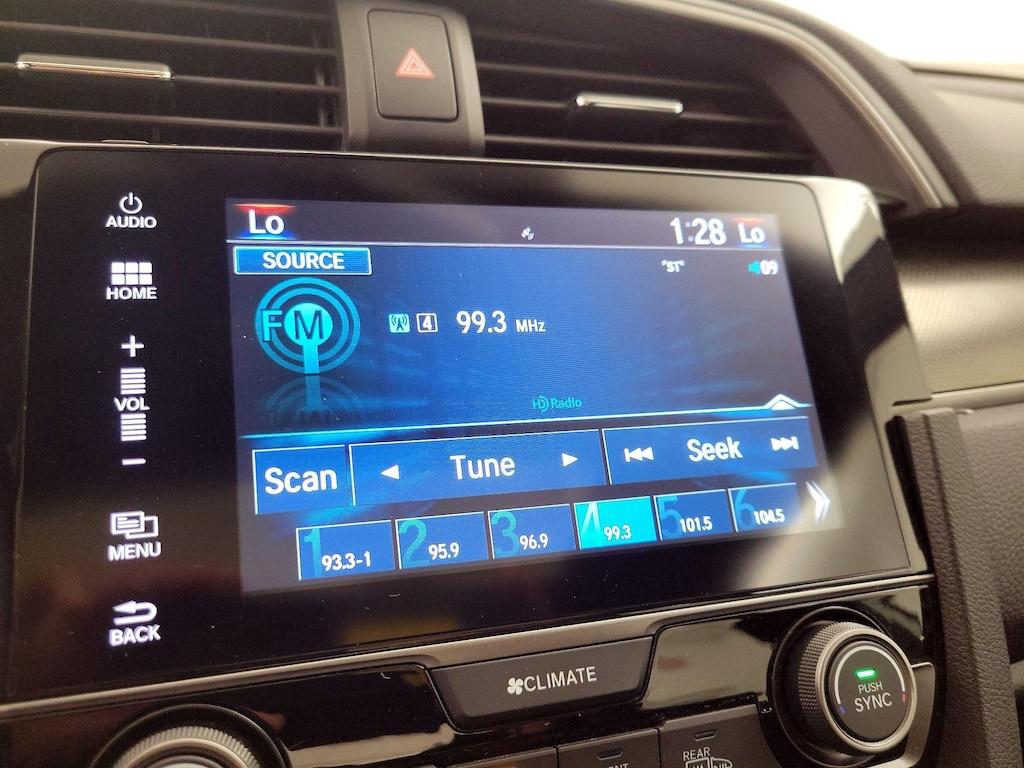 AUDIO
HOME
+
VOL
−
MENU
BACK
Lo 1:28 Lo
SOURCE "ST" 09
FM 4 99.3 MHz
HD Radio
Scan Tune Seek
1 93.3-1 2 95.9 3 96.9 4 99.3 5 101.5 6 104.5
CLIMATE
PUSH
SYNC
REAR